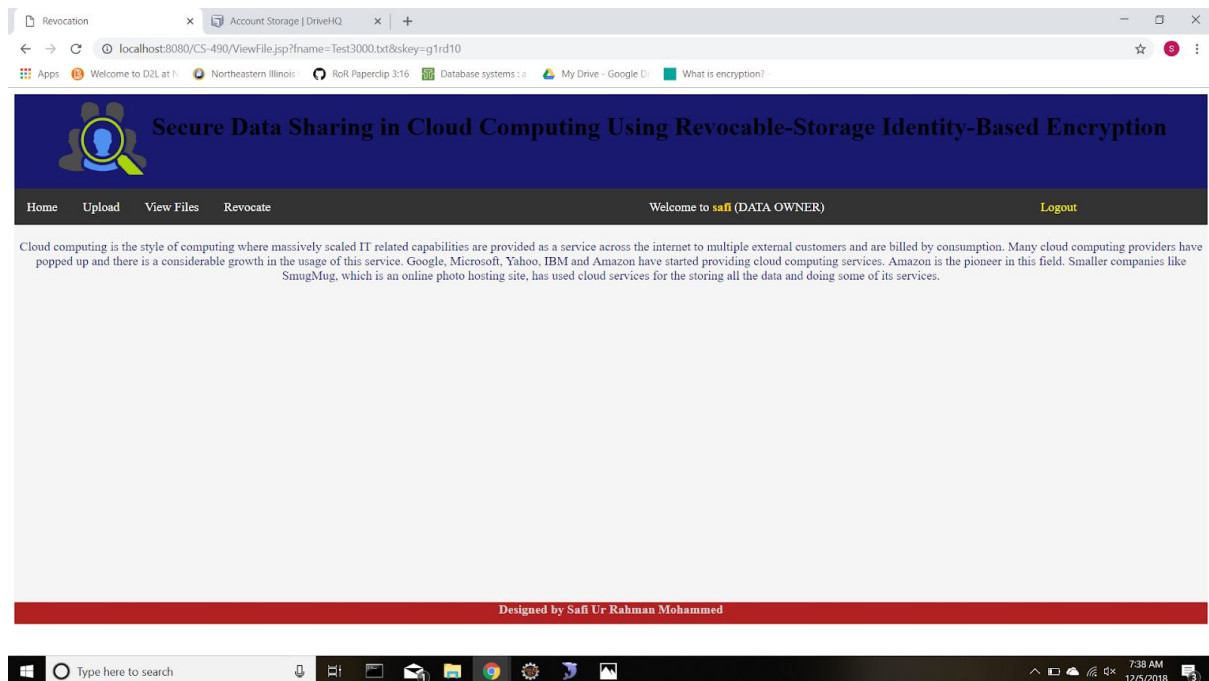 Revocation
Account Storage | DriveHQ
localhost:8080/CS-490/ViewFile.jsp?fname=Test3000.txt&skey=g1rd10
S
Apps Welcome to D2L at N Northeastern Illinois RoR Paperclip 3:16 Database systems : a My Drive - Google Dr What is encryption? -
Secure Data Sharing in Cloud Computing Using Revocable-Storage Identity-Based Encryption
Home Upload View Files Revocate Welcome to safi (DATA OWNER) Logout
Cloud computing is the style of computing where massively scaled IT related capabilities are provided as a service across the internet to multiple external customers and are billed by consumption. Many cloud computing providers have
popped up and there is a considerable growth in the usage of this service. Google, Microsoft, Yahoo, IBM and Amazon have started providing cloud computing services. Amazon is the pioneer in this field. Smaller companies like
SmugMug, which is an online photo hosting site, has used cloud services for the storing all the data and doing some of its services.
Designed by Safi Ur Rahman Mohammed
Type here to search
7:38 AM
12/5/2018
3